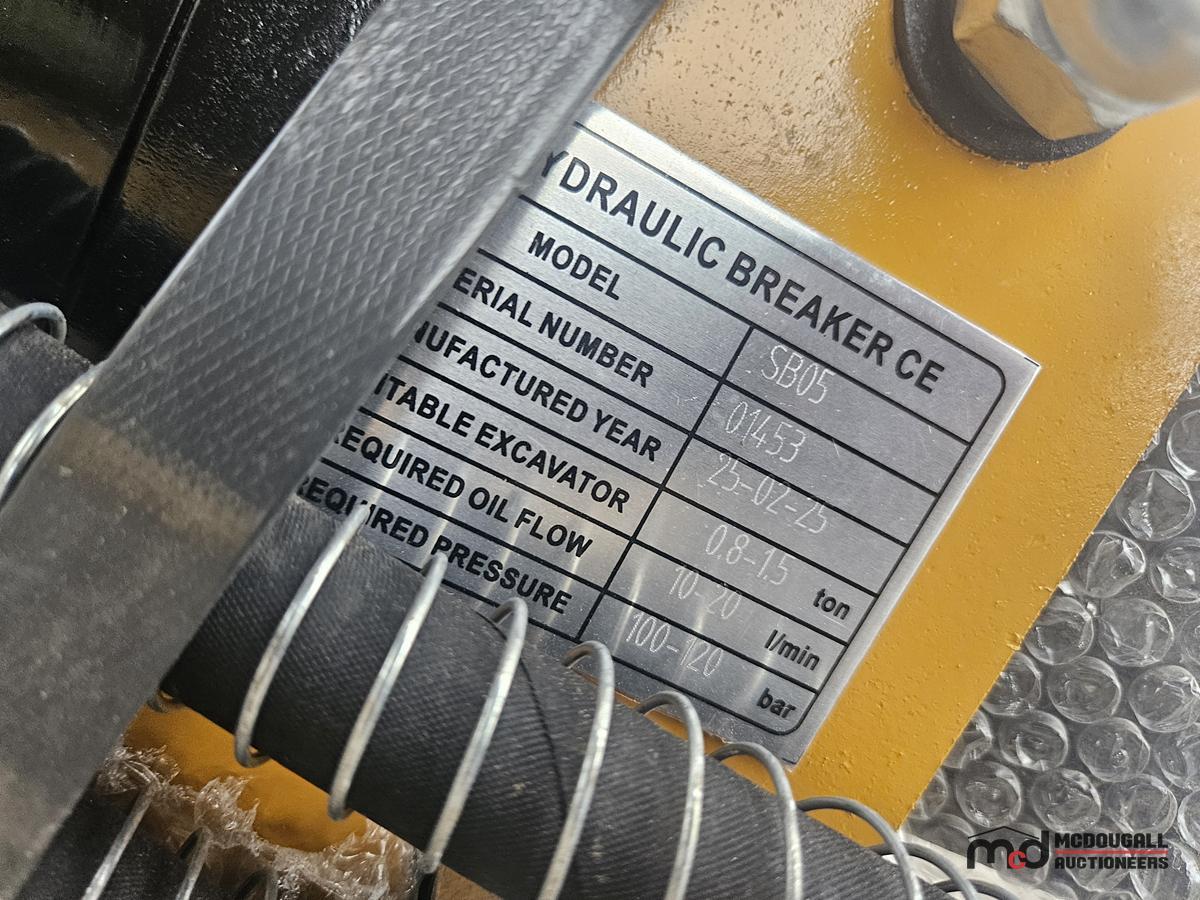 YDRAULIC BREAKER CE
MODEL SB05
ERIAL NUMBER 01453
NUFACTURED YEAR 25-02-25
ITABLE EXCAVATOR 0.8-1.5 ton
REQUIRED OIL FLOW 10-20 l/min
REQUIRED PRESSURE 100-120 bar
mcd MCDOUGALL
AUCTIONEERS